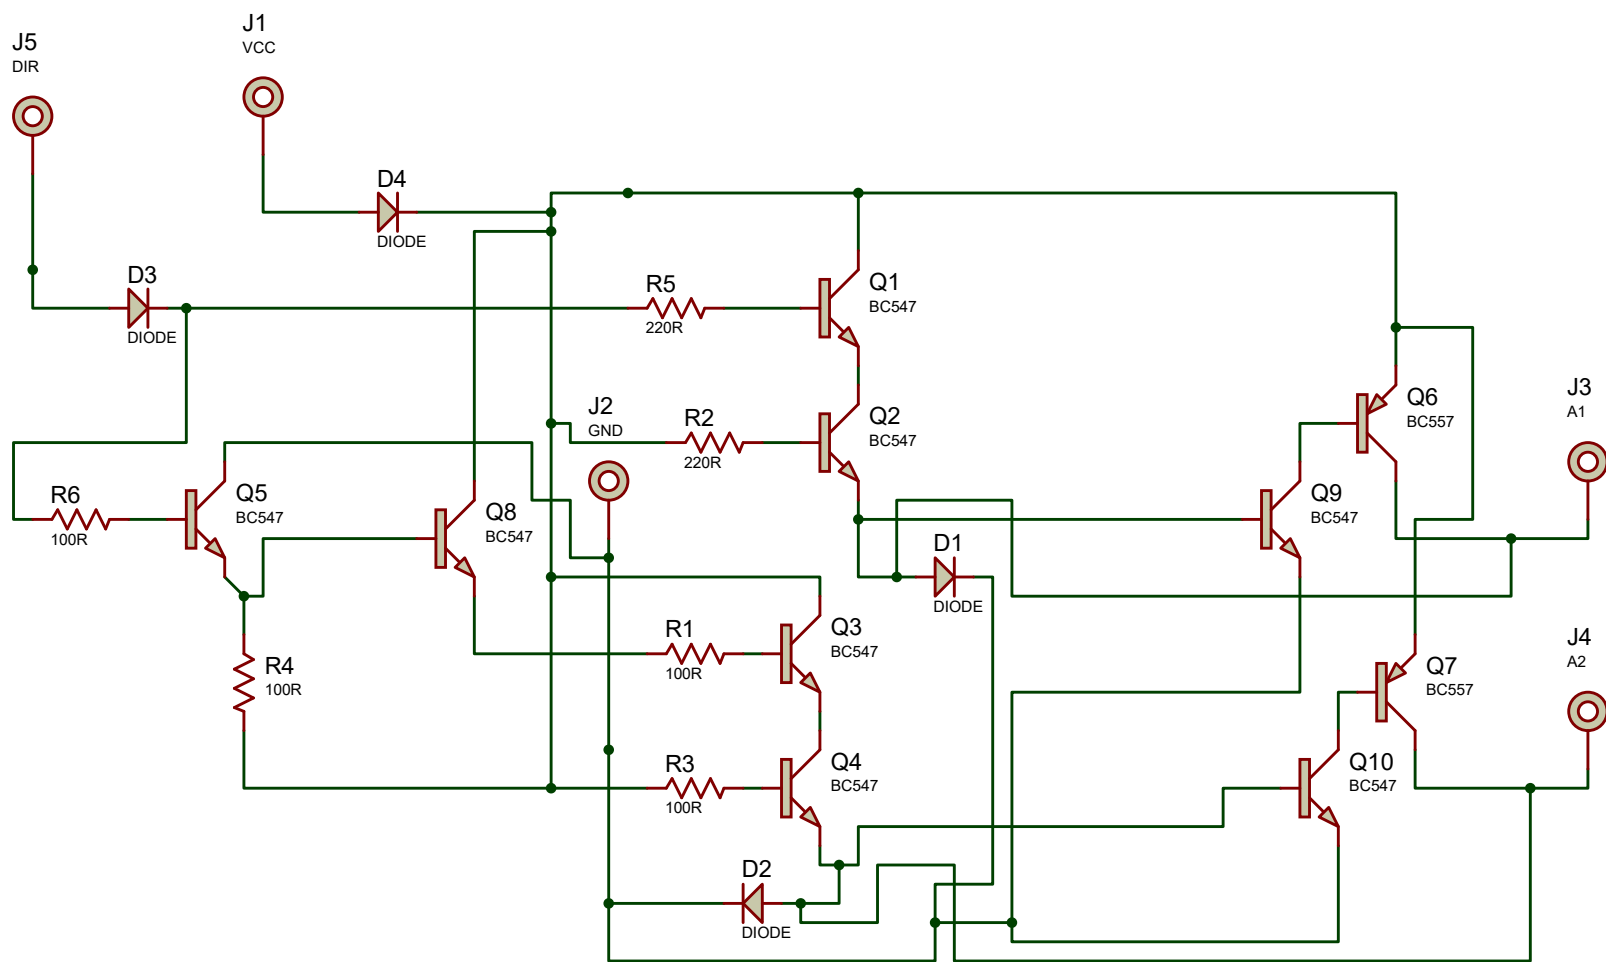 J1
VCC
J5
DIR
D4
DIODE
D3
DIODE
R5
220R
Q1
BC547
J2
GND
R2
220R
Q2
BC547
Q6
BC557
J3
A1
R6
100R
Q5
BC547
Q8
BC547
Q9
BC547
D1
DIODE
R4
100R
R1
100R
Q3
BC547
Q7
BC557
J4
A2
R3
100R
Q4
BC547
Q10
BC547
D2
DIODE